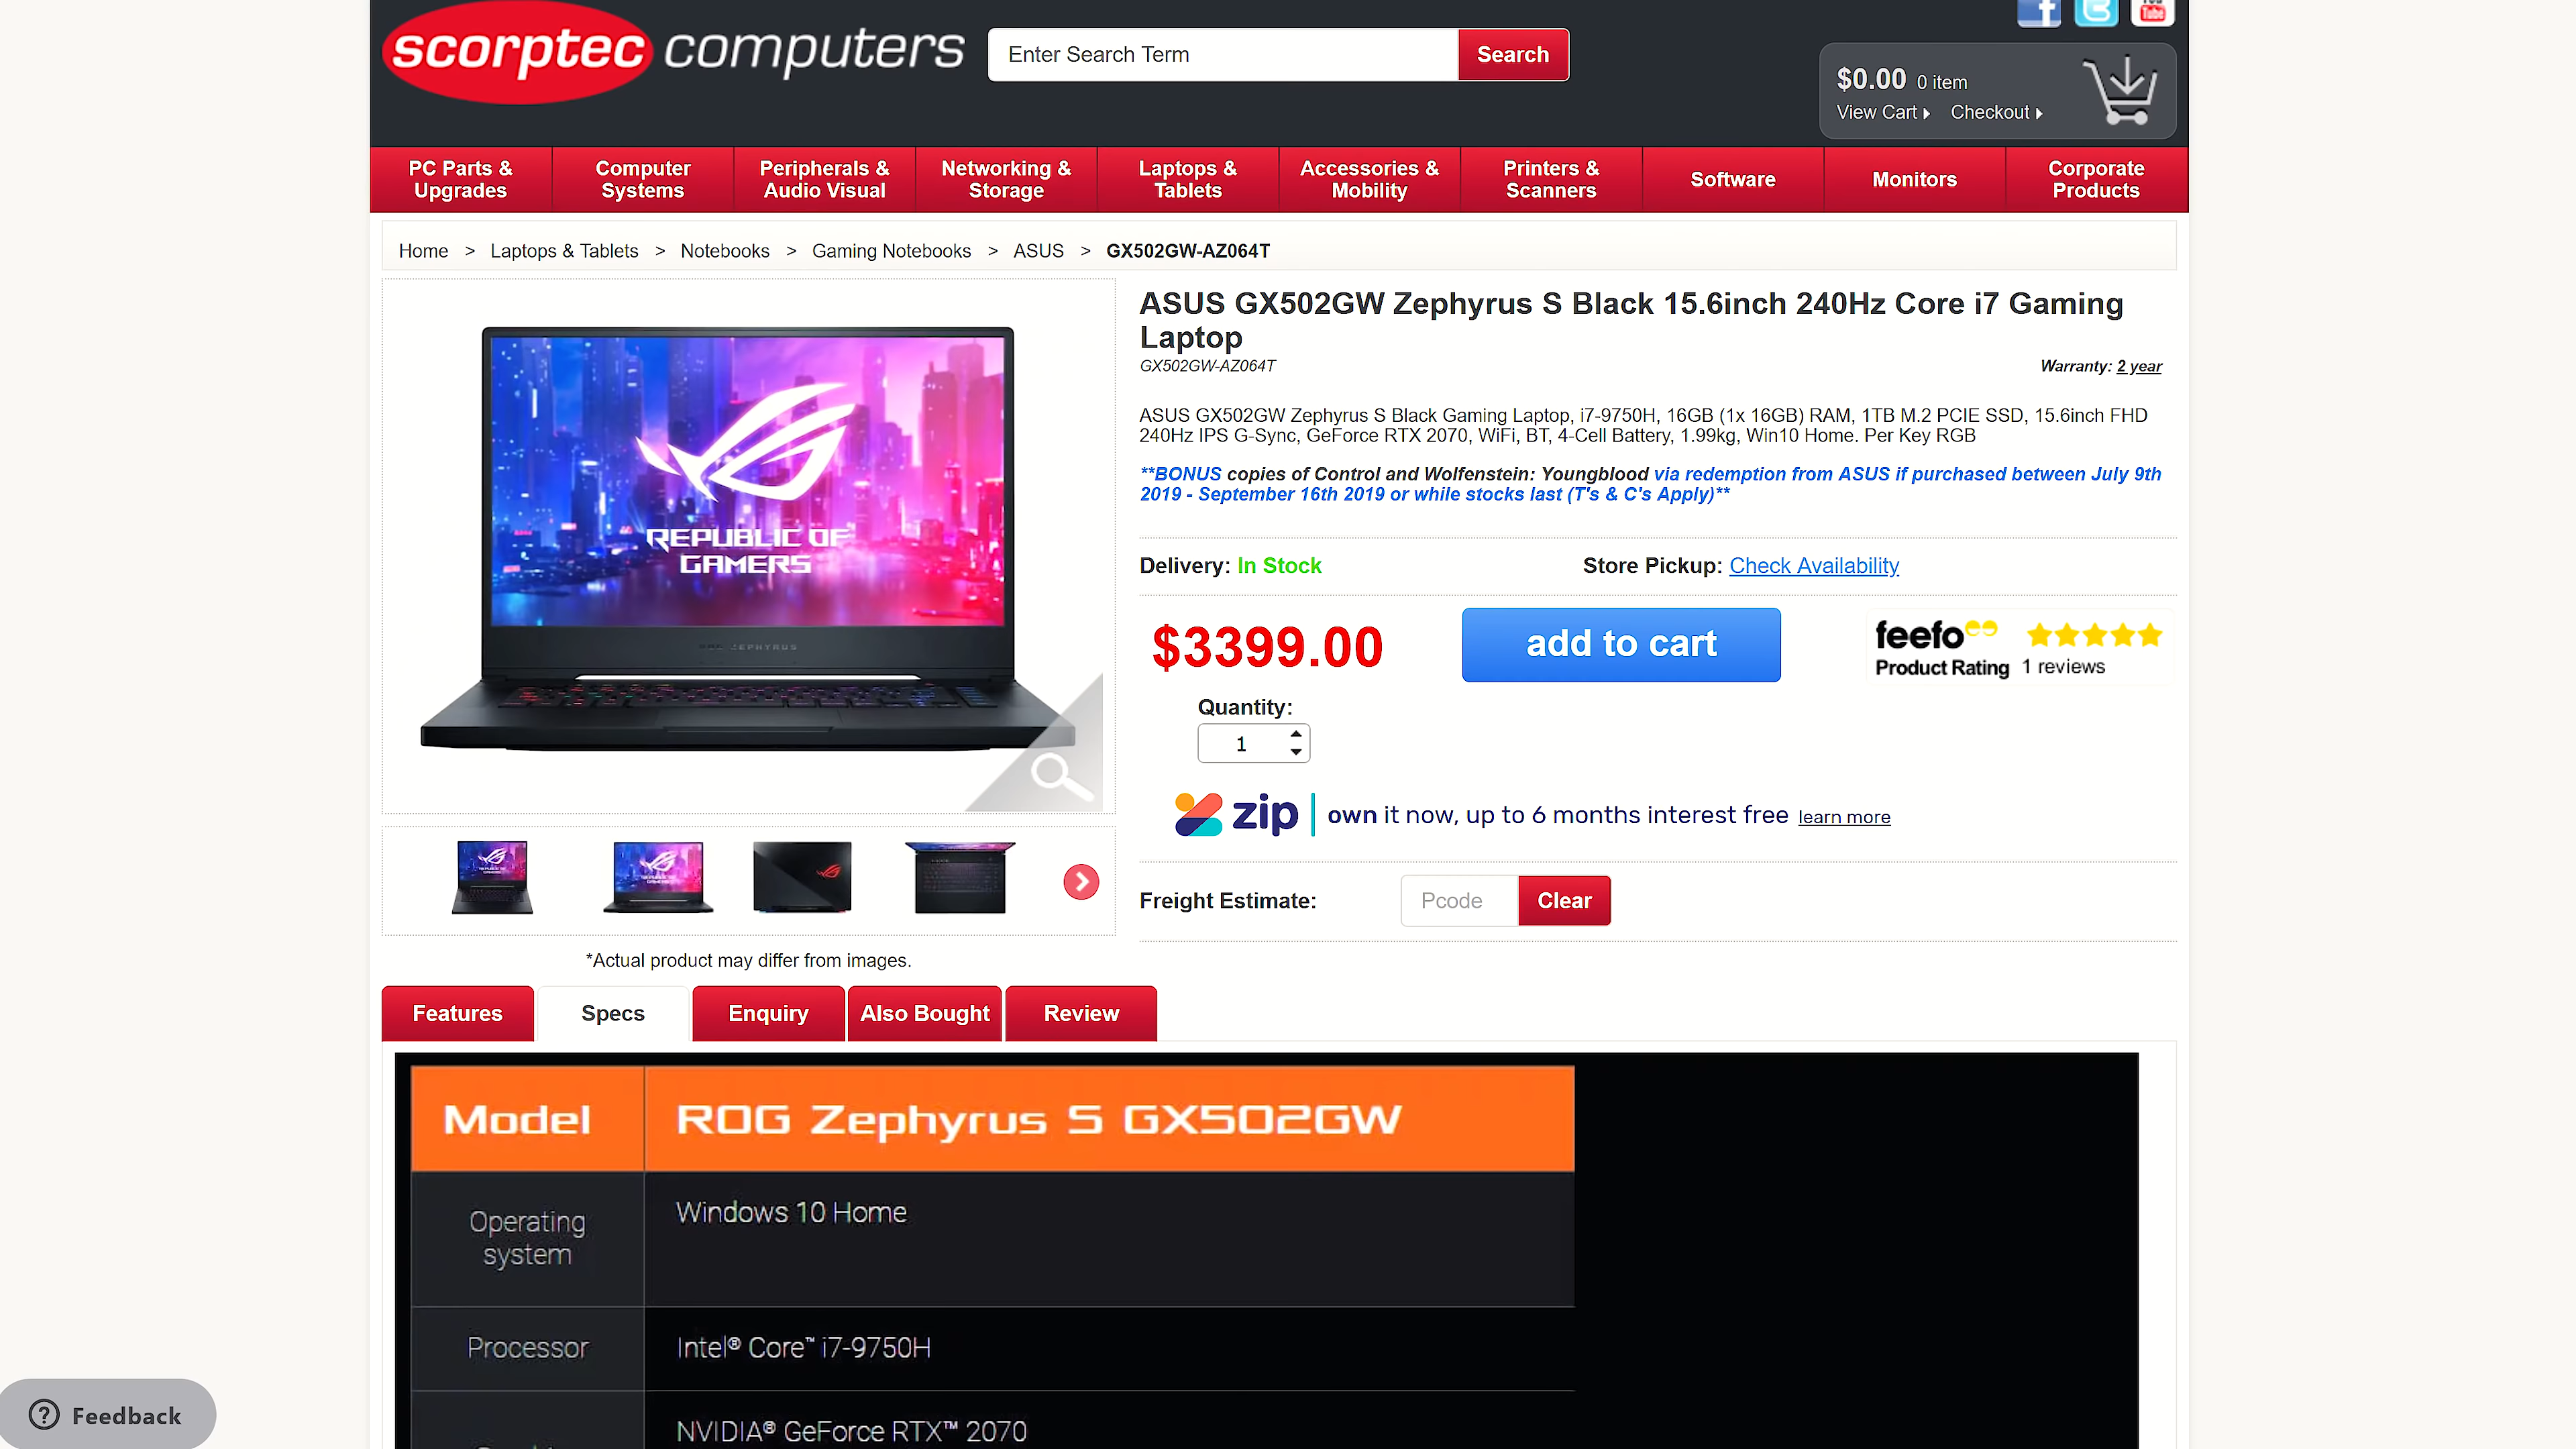 scorptec computers
Enter Search Term
Search
$0.00 0 item
View Cart
Checkout
PC Parts & Upgrades
Computer Systems
Peripherals & Audio Visual
Networking & Storage
Laptops & Tablets
Accessories & Mobility
Printers & Scanners
Software
Monitors
Corporate Products
Home > Laptops & Tablets > Notebooks > Gaming Notebooks > ASUS > GX502GW-AZ064T
REPUBLIC OF
GAMERS
ROG ZEPHYRUS
ASUS GX502GW Zephyrus S Black 15.6inch 240Hz Core i7 Gaming
Laptop
GX502GW-AZ064T
Warranty: 2 year
ASUS GX502GW Zephyrus S Black Gaming Laptop, i7-9750H, 16GB (1x 16GB) RAM, 1TB M.2 PCIE SSD, 15.6inch FHD
240Hz IPS G-Sync, GeForce RTX 2070, WiFi, BT, 4-Cell Battery, 1.99kg, Win10 Home. Per Key RGB
**BONUS copies of Control and Wolfenstein: Youngblood via redemption from ASUS if purchased between July 9th
2019 - September 16th 2019 or while stocks last (T's & C's Apply)**
Delivery: In Stock
Store Pickup: Check Availability
$3399.00
add to cart
feefo
Product Rating 1 reviews
Quantity:
1
zip own it now, up to 6 months interest free learn more
Freight Estimate:
Pcode
Clear
*Actual product may differ from images.
Features
Specs
Enquiry
Also Bought
Review
Model
ROG Zephyrus S GX502GW
Operating
system
Windows 10 Home
Processor
Intel® Core™ i7-9750H
NVIDIA® GeForce RTX™ 2070
Feedback